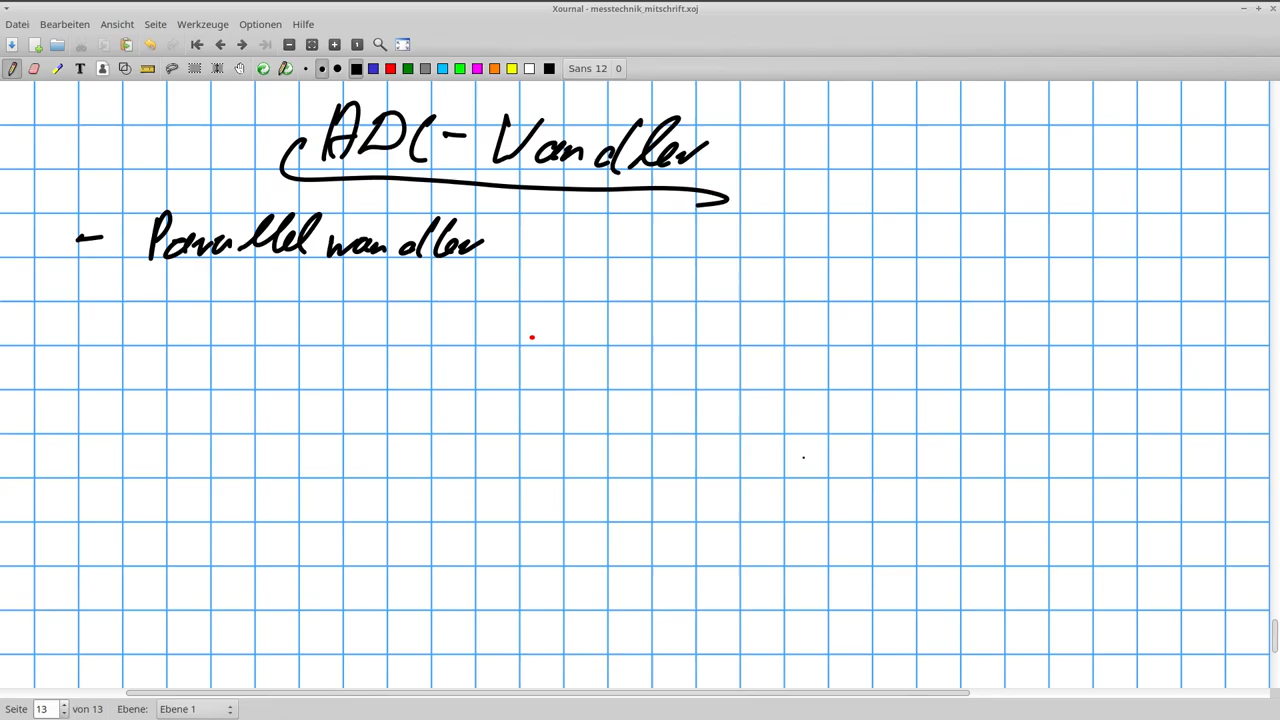 Xournal - messtechnik_mitschrift.xoj
Datei Bearbeiten Ansicht Seite Werkzeuge Optionen Hilfe
Sans 12 0
ADC - Wandler
- Parallelwandler
Seite 13 von 13 Ebene: Ebene 1